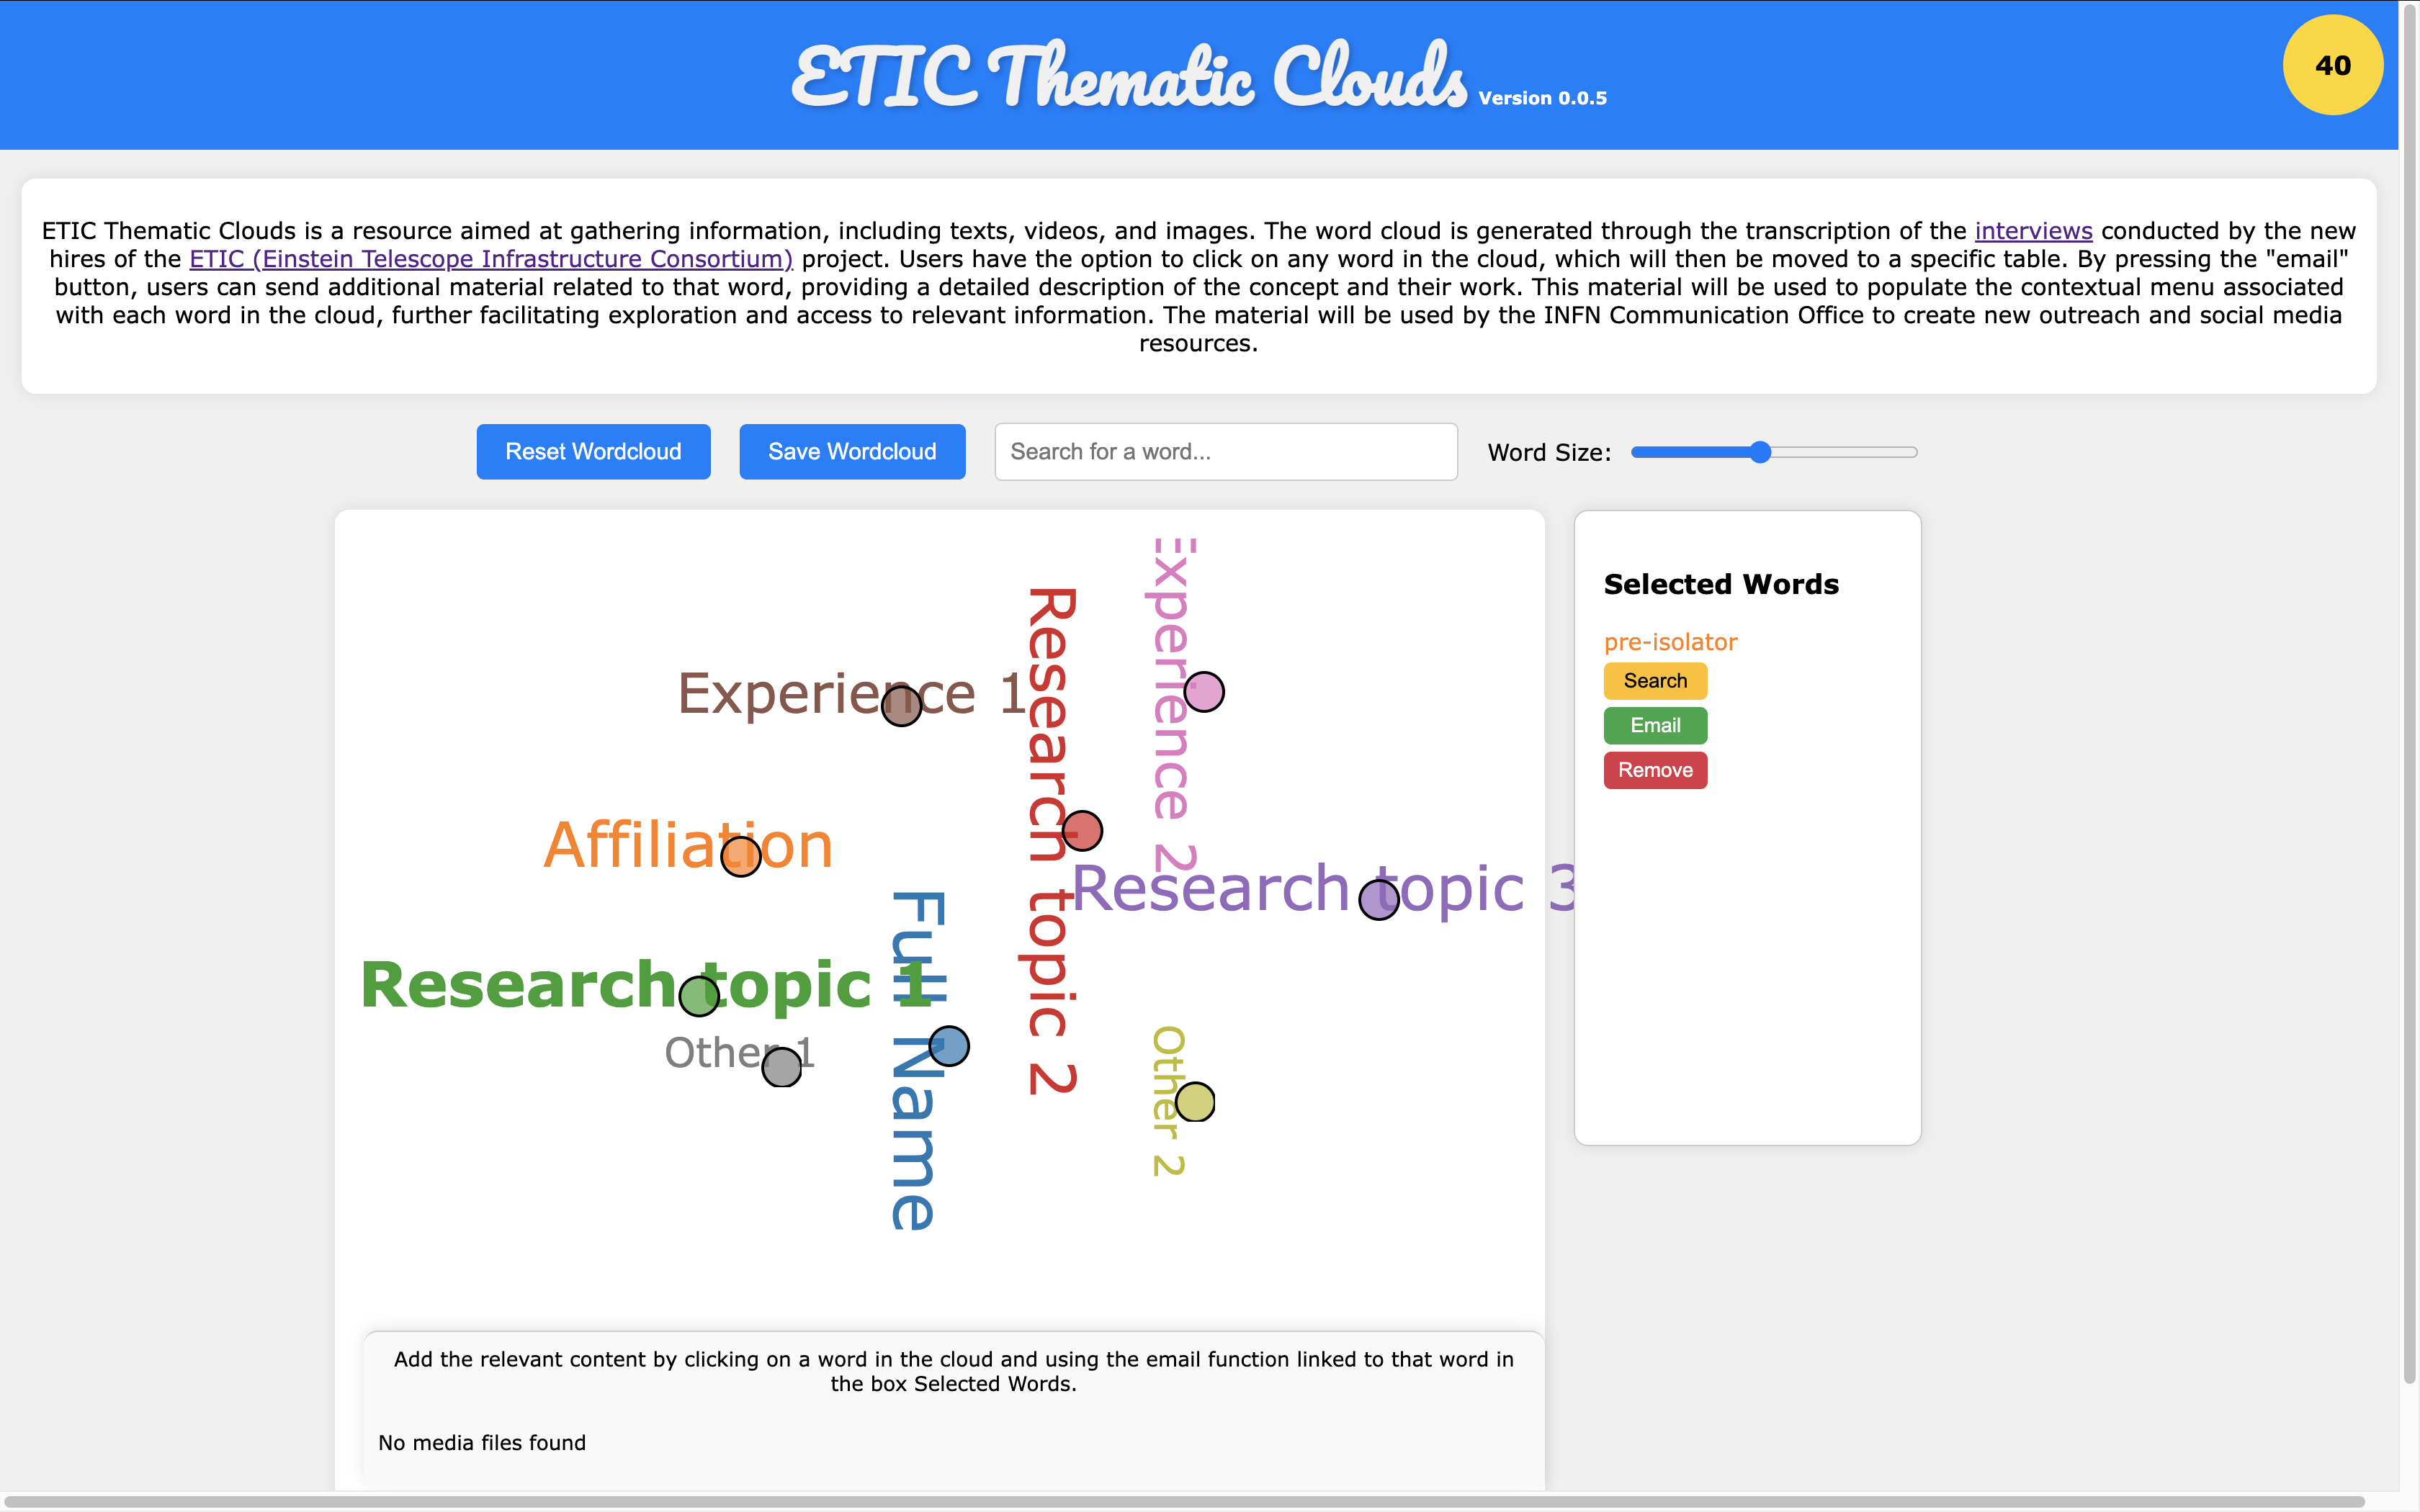 ETIC Thematic Clouds Version 0.0.5
40
ETIC Thematic Clouds is a resource aimed at gathering information, including texts, videos, and images. The word cloud is generated through the transcription of the interviews conducted by the new
hires of the ETIC (Einstein Telescope Infrastructure Consortium) project. Users have the option to click on any word in the cloud, which will then be moved to a specific table. By pressing the "email"
button, users can send additional material related to that word, providing a detailed description of the concept and their work. This material will be used to populate the contextual menu associated
with each word in the cloud, further facilitating exploration and access to relevant information. The material will be used by the INFN Communication Office to create new outreach and social media
resources.
Reset Wordcloud
Save Wordcloud
Search for a word...
Word Size:
Experience 2
Research topic 2
Experience 1
Affiliation
Research topic 3
Full Name
Research topic 1
Other 1
Other 2
Selected Words
pre-isolator
Search
Email
Remove
Add the relevant content by clicking on a word in the cloud and using the email function linked to that word in
the box Selected Words.
No media files found